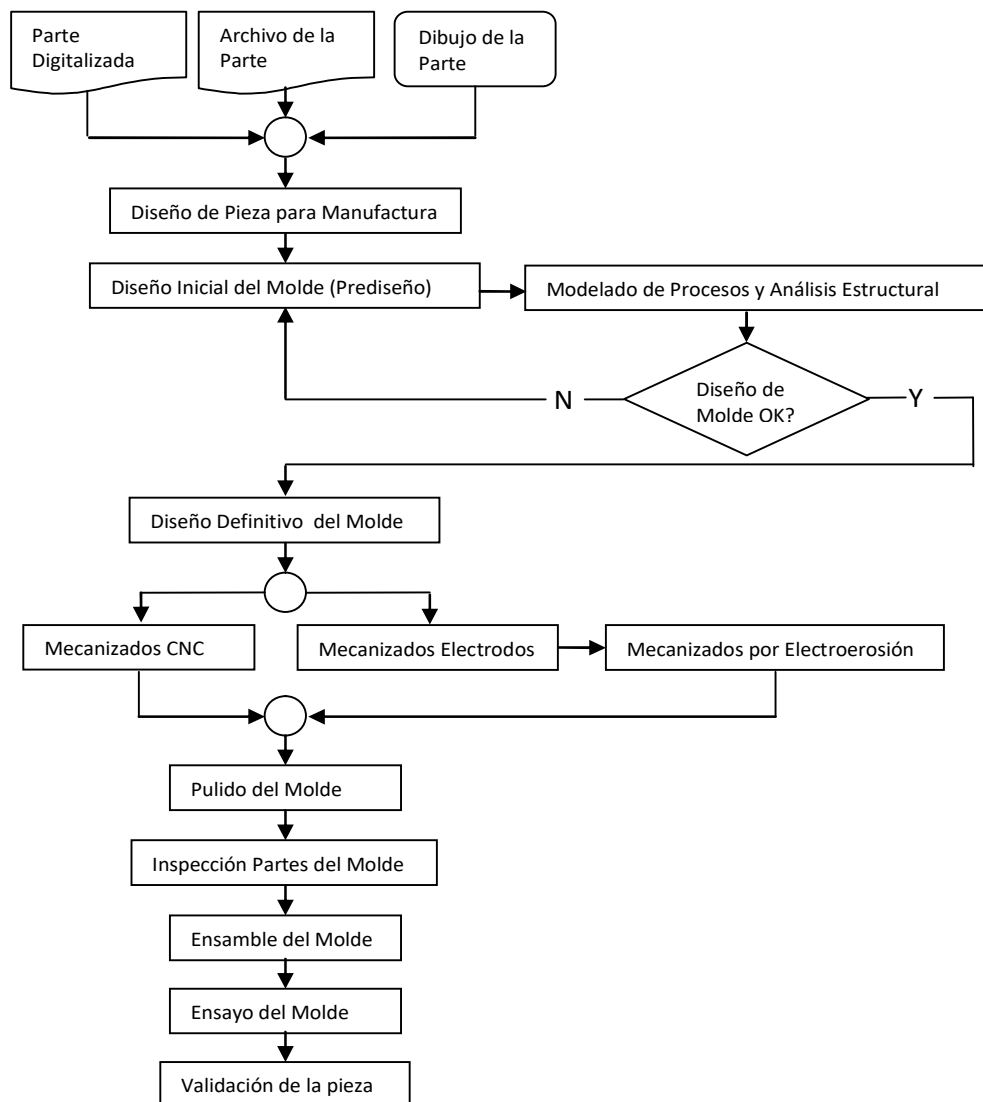 Parte
Digitalizada
Archivo de la
Parte
Dibujo de la
Parte
Diseño de Pieza para Manufactura
Diseño Inicial del Molde (Prediseño)
Modelado de Procesos y Análisis Estructural
Diseño de
Molde OK?
N
Y
Diseño Definitivo  del Molde
Mecanizados CNC
Mecanizados Electrodos
Mecanizados por Electroerosión
Pulido del Molde
Inspección Partes del Molde
Ensamble del Molde
Ensayo del Molde
Validación de la pieza